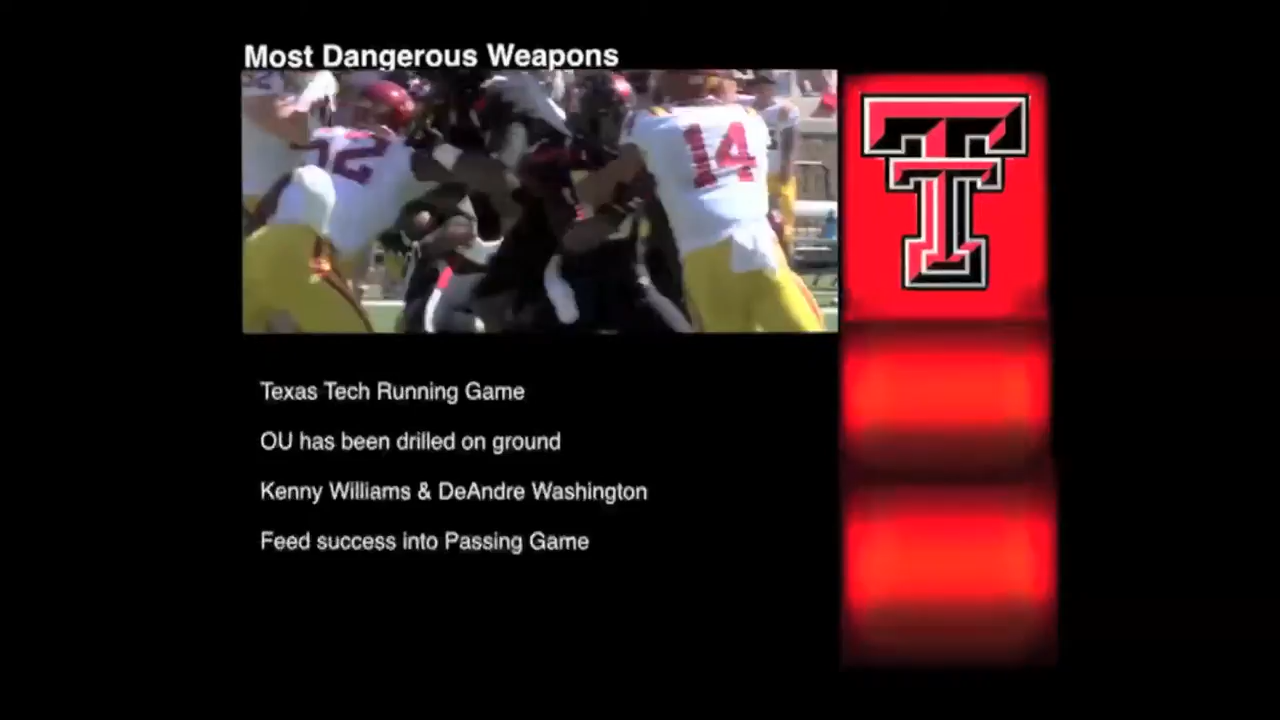 Most Dangerous Weapons
14
Texas Tech Running Game
OU has been drilled on ground
Kenny Williams & DeAndre Washington
Feed success into Passing Game